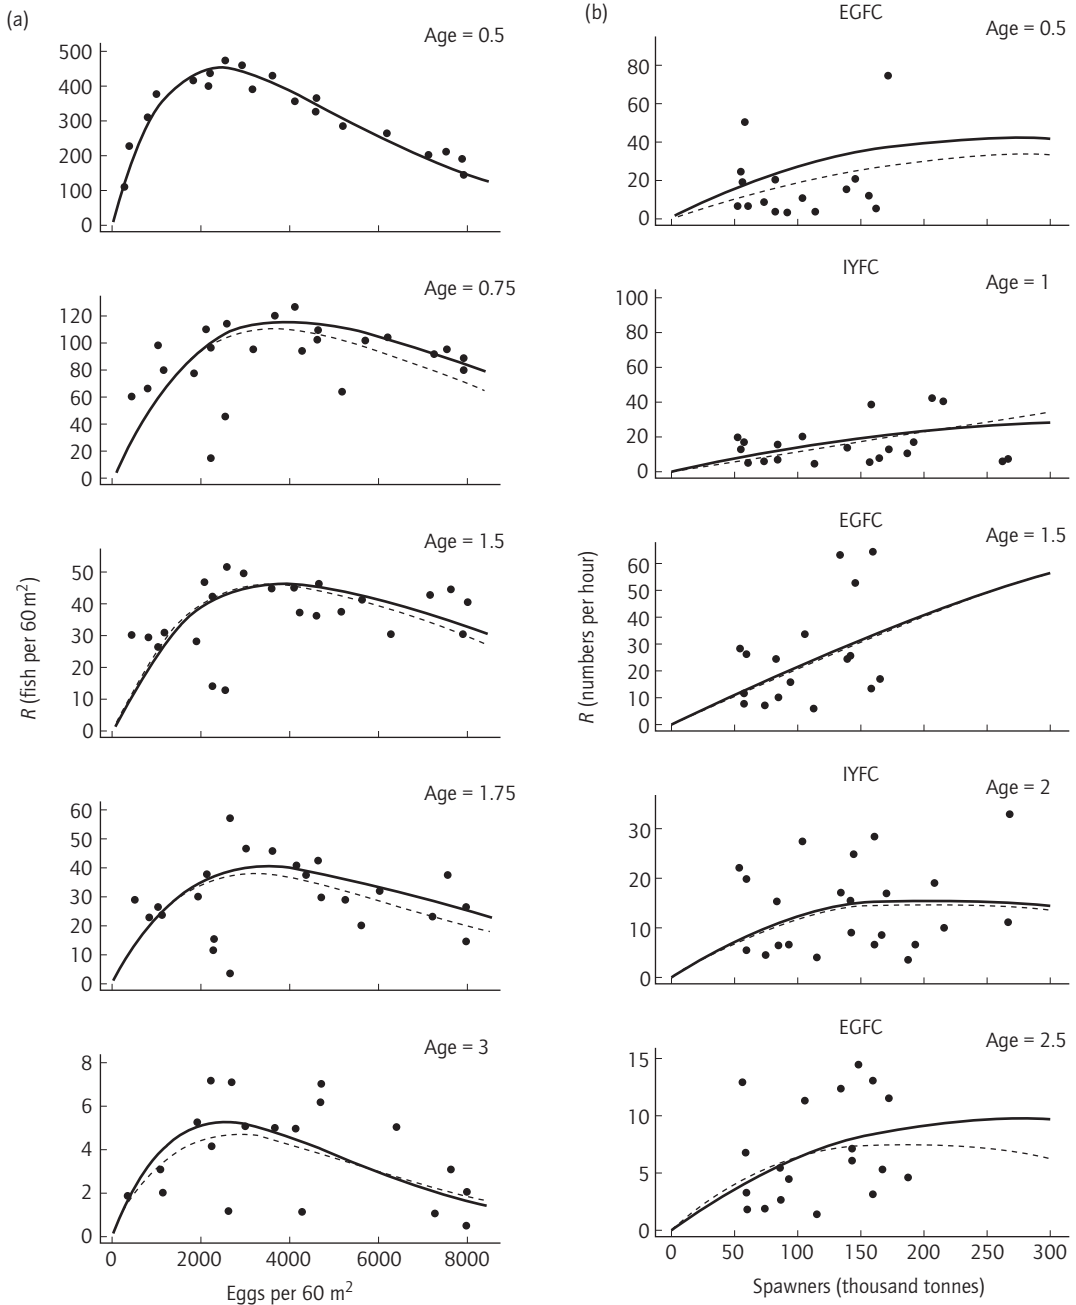 (a)
Age = 0.5
500
400
300
200
100
0
Age = 0.75
120
100
80
60
40
20
0
Age = 1.5
50
40
30
20
10
0
R (fish per 60 m²)
Age = 1.75
60
50
40
30
20
10
0
Age = 3
8
6
4
2
0
0 2000 4000 6000 8000
Eggs per 60 m²
(b)
EGFC
Age = 0.5
80
60
40
20
0
IYFC
Age = 1
100
80
60
40
20
0
EGFC
Age = 1.5
60
50
40
30
20
10
0
R (numbers per hour)
IYFC
Age = 2
30
20
10
0
EGFC
Age = 2.5
15
10
5
0
0 50 100 150 200 250 300
Spawners (thousand tonnes)